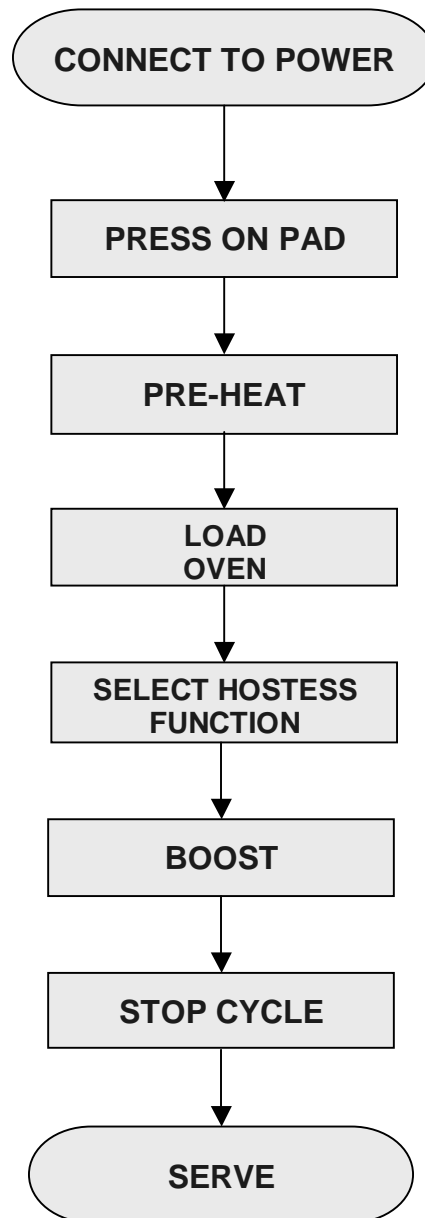 CONNECT TO POWER
PRESS ON PAD
PRE-HEAT
LOAD
OVEN
SELECT HOSTESS
FUNCTION
BOOST
STOP CYCLE
SERVE